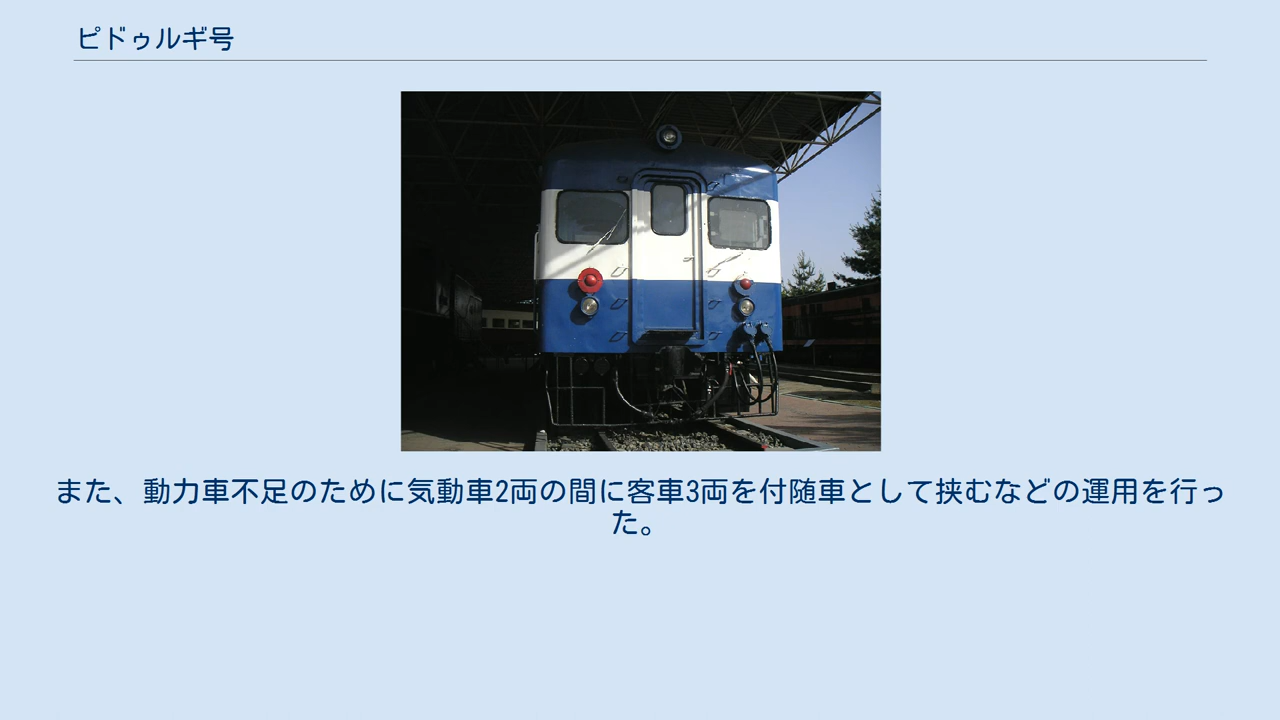 ピドゥルギ号
また、動力車不足のために気動車2両の間に客車3両を付随車として挟むなどの運用を行っ
た。